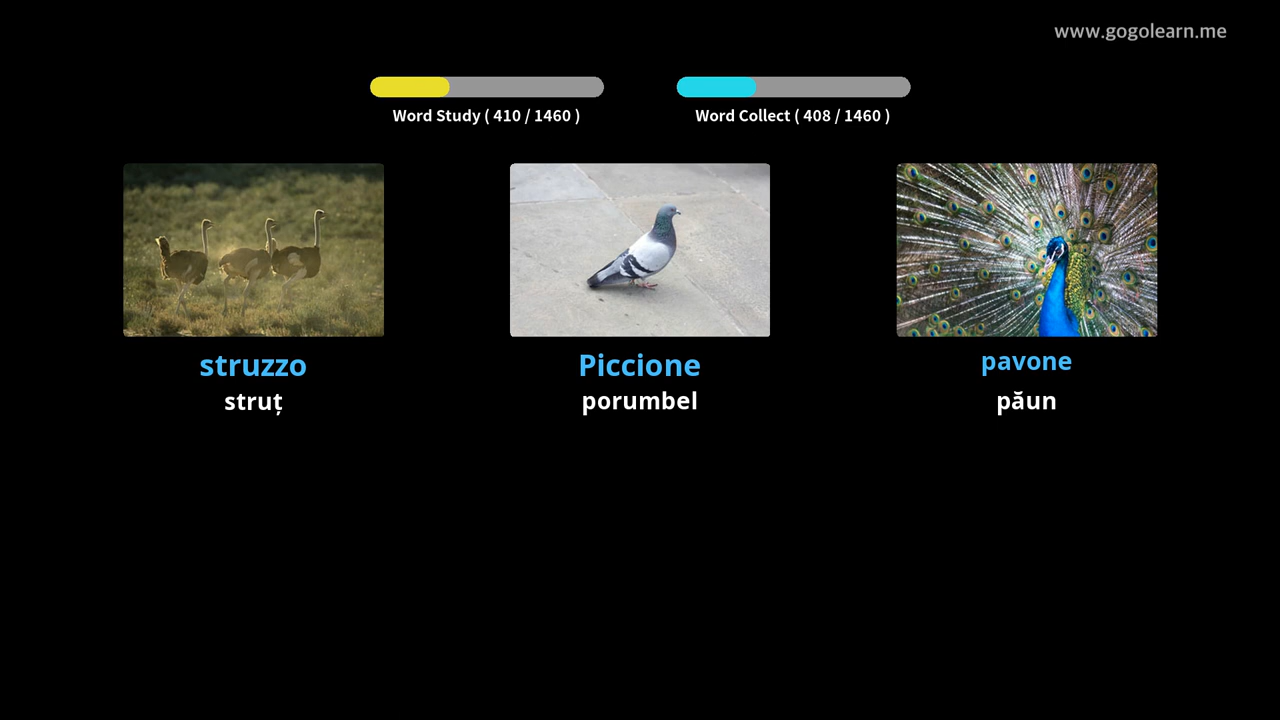 www.gogolearn.me
Word Study ( 410 / 1460 )
Word Collect ( 408 / 1460 )
struzzo
struț
Piccione
porumbel
pavone
păun